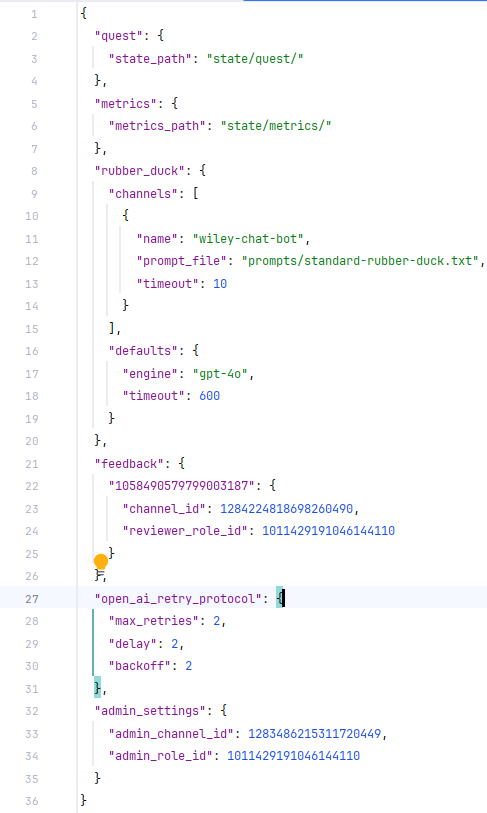 1 {
2   "quest": {
3     "state_path": "state/quest/"
4   },
5   "metrics": {
6     "metrics_path": "state/metrics/"
7   },
8   "rubber_duck": {
9     "channels": [
10       {
11         "name": "wiley-chat-bot",
12         "prompt_file": "prompts/standard-rubber-duck.txt",
13         "timeout": 10
14       }
15     ],
16     "defaults": {
17       "engine": "gpt-4o",
18       "timeout": 600
19     }
20   },
21   "feedback": {
22     "1058490579799003187": {
23       "channel_id": 1284224818698260490,
24       "reviewer_role_id": 1011429191046144110
25     }
26   },
27   "open_ai_retry_protocol": {
28     "max_retries": 2,
29     "delay": 2,
30     "backoff": 2
31   },
32   "admin_settings": {
33     "admin_channel_id": 1283486215311720449,
34     "admin_role_id": 1011429191046144110
35   }
36 }